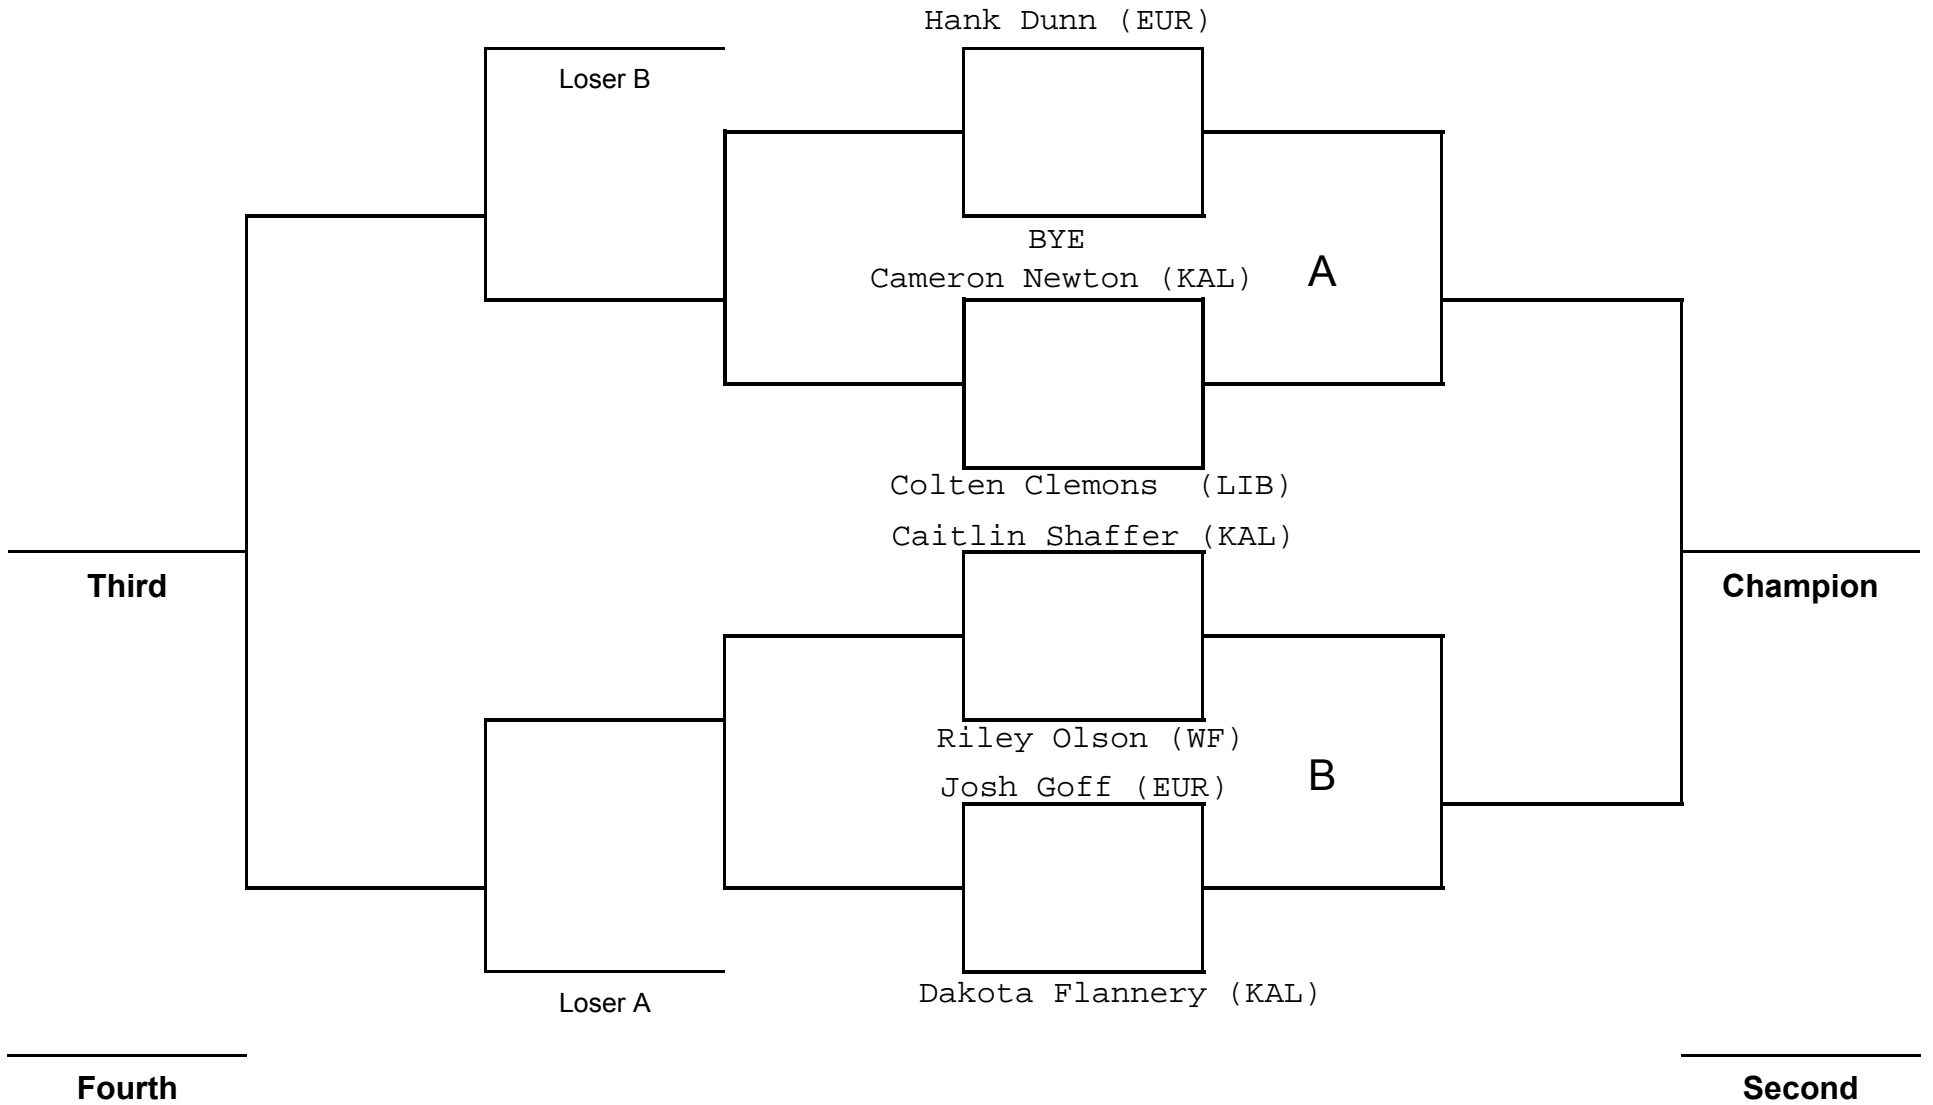 Hank Dunn (EUR)
Loser B
BYE
Cameron Newton (KAL)
A
Colten Clemons  (LIB)
Caitlin Shaffer (KAL)
Third
Champion
Riley Olson (WF)
Josh Goff (EUR)
B
Loser A
Dakota Flannery (KAL)
Fourth
Second